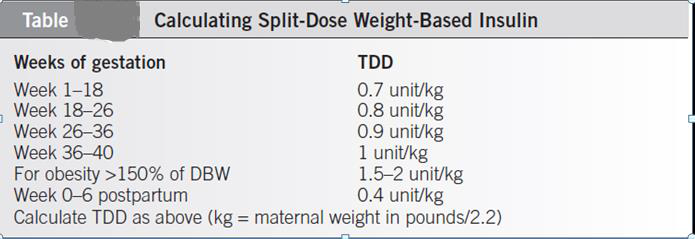 Table Calculating Split-Dose Weight-Based Insulin
Weeks of gestation TDD
Week 1–18 0.7 unit/kg
Week 18–26 0.8 unit/kg
Week 26–36 0.9 unit/kg
Week 36–40 1 unit/kg
For obesity >150% of DBW 1.5–2 unit/kg
Week 0–6 postpartum 0.4 unit/kg
Calculate TDD as above (kg = maternal weight in pounds/2.2)